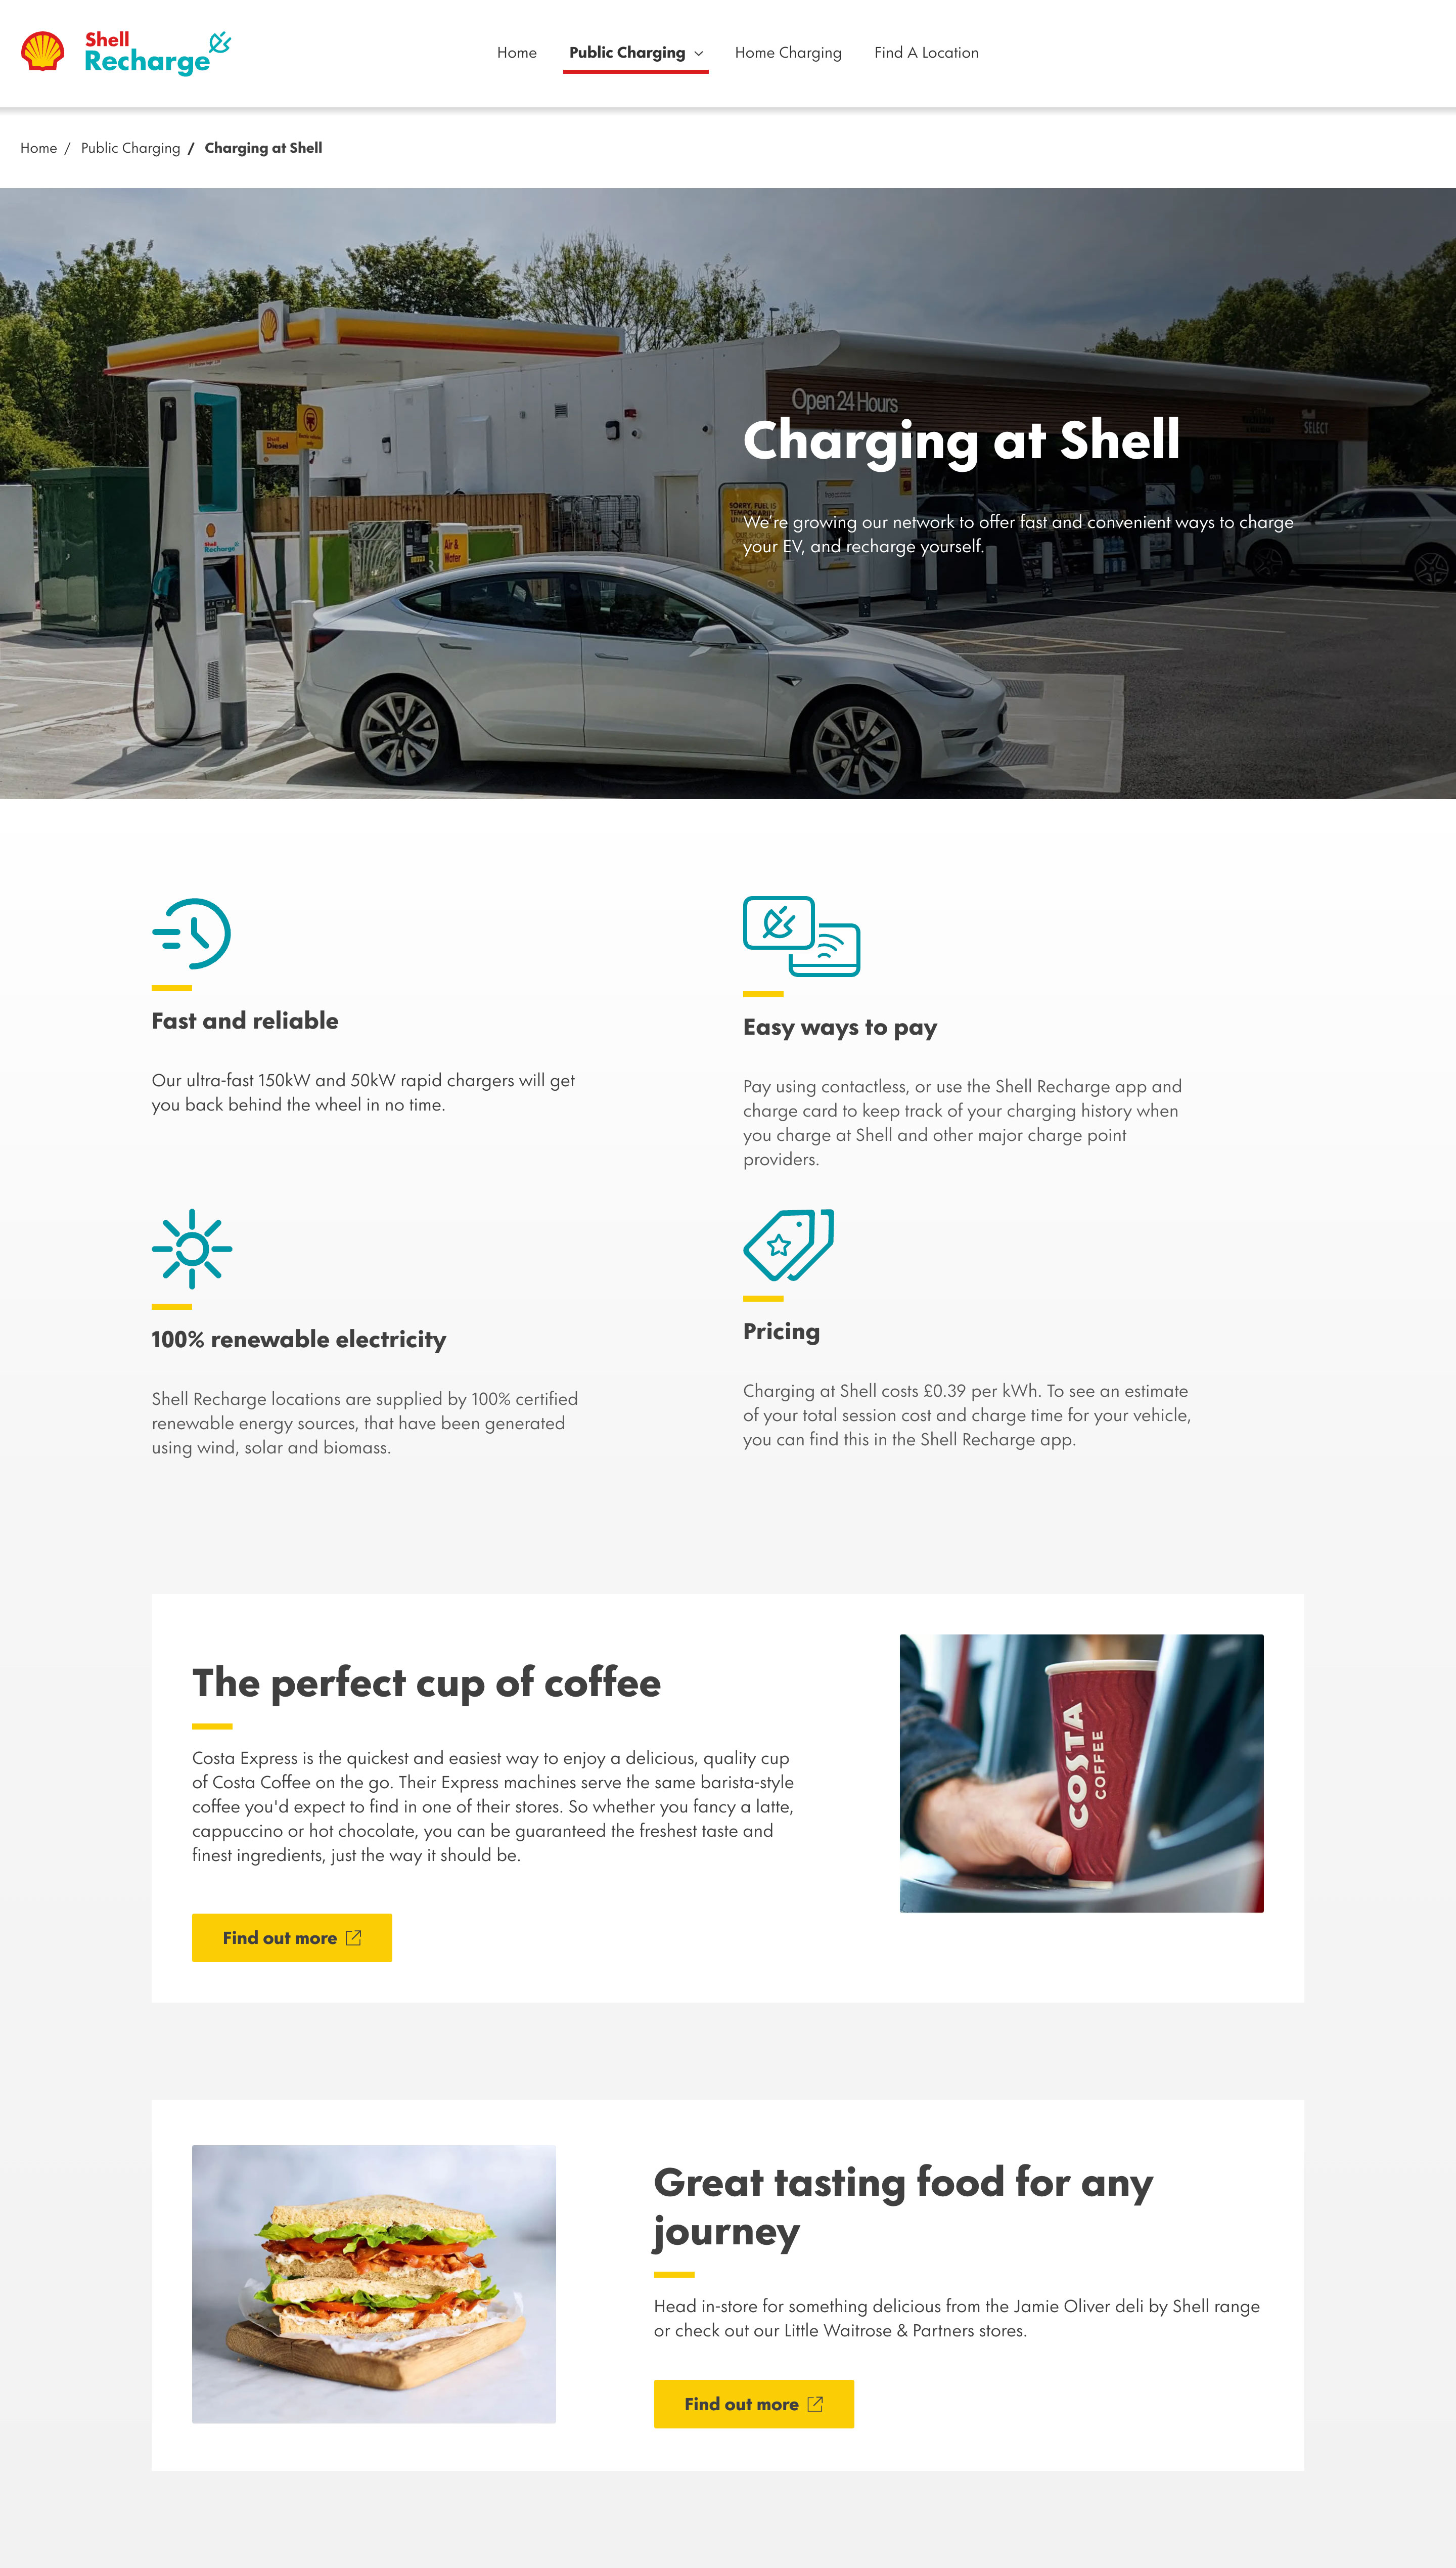 Shell
Recharge
Home
Public Charging
Home Charging
Find A Location
Home / Public Charging / Charging at Shell
Open 24 Hours
SELECT
Shell
Diesel
Charging at Shell
SORRY, FUEL IS
TEMPORARILY
We're growing our network to offer fast and convenient ways to charge
your EV, and recharge yourself.
Shell
Recharge
Air &
Water
Fast and reliable
Our ultra-fast 150kW and 50kW rapid chargers will get
you back behind the wheel in no time.
Easy ways to pay
Pay using contactless, or use the Shell Recharge app and
charge card to keep track of your charging history when
you charge at Shell and other major charge point
providers.
100% renewable electricity
Shell Recharge locations are supplied by 100% certified
renewable energy sources, that have been generated
using wind, solar and biomass.
Pricing
Charging at Shell costs £0.39 per kWh. To see an estimate
of your total session cost and charge time for your vehicle,
you can find this in the Shell Recharge app.
The perfect cup of coffee
Costa Express is the quickest and easiest way to enjoy a delicious, quality cup
of Costa Coffee on the go. Their Express machines serve the same barista-style
coffee you'd expect to find in one of their stores. So whether you fancy a latte,
cappuccino or hot chocolate, you can be guaranteed the freshest taste and
finest ingredients, just the way it should be.
Find out more
COSTA
COFFEE
Great tasting food for any
journey
Head in-store for something delicious from the Jamie Oliver deli by Shell range
or check out our Little Waitrose & Partners stores.
Find out more